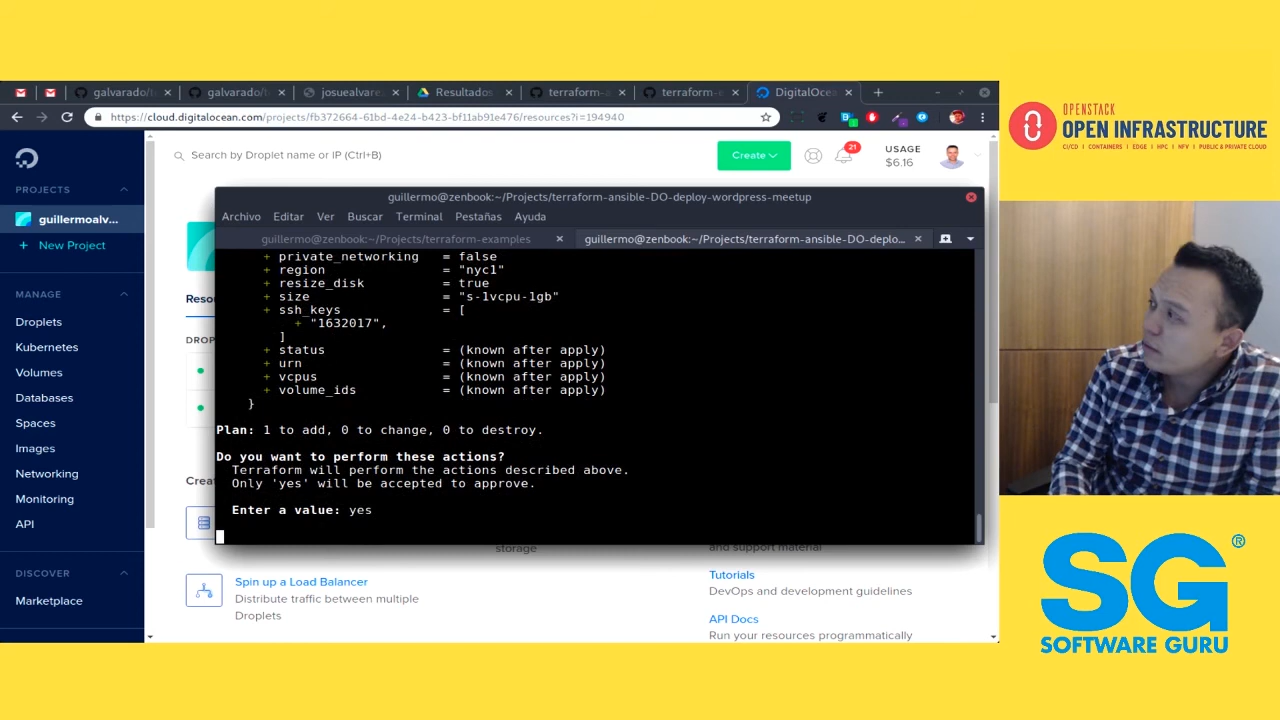 galvarado/t
galvarado/t
josuealvare
Resultados
terraform-a
terraform-e
DigitalOcea
https://cloud.digitalocean.com/projects/fb372664-61bd-4e24-b423-bf11ab91e476/resources?i=194940
PROJECTS
guillermoalv...
+ New Project
MANAGE
Droplets
Kubernetes
Volumes
Databases
Spaces
Images
Networking
Monitoring
API
DISCOVER
Marketplace
Search by Droplet name or IP (Ctrl+B)
Create
21
USAGE
$6.16
Reso
DROP
Crea
guillermo@zenbook:~/Projects/terraform-ansible-DO-deploy-wordpress-meetup
Archivo Editar Ver Buscar Terminal Pestañas Ayuda
guillermo@zenbook:~/Projects/terraform-examples
guillermo@zenbook:~/Projects/terraform-ansible-DO-deplo...
+ private_networking = false
+ region = "nyc1"
+ resize_disk = true
+ size = "s-1vcpu-1gb"
+ ssh_keys = [
+ "1632017",
]
+ status = (known after apply)
+ urn = (known after apply)
+ vcpus = (known after apply)
+ volume_ids = (known after apply)
}
Plan: 1 to add, 0 to change, 0 to destroy.
Do you want to perform these actions?
Terraform will perform the actions described above.
Only 'yes' will be accepted to approve.
Enter a value: yes
storage
and support material
Spin up a Load Balancer
Distribute traffic between multiple
Droplets
Tutorials
DevOps and development guidelines
API Docs
Run your resources programmatically
OPENSTACK
OPEN INFRASTRUCTURE
CI/CD | CONTAINERS | EDGE | HPC | NFV | PUBLIC & PRIVATE CLOUD
SG®
SOFTWARE GURU